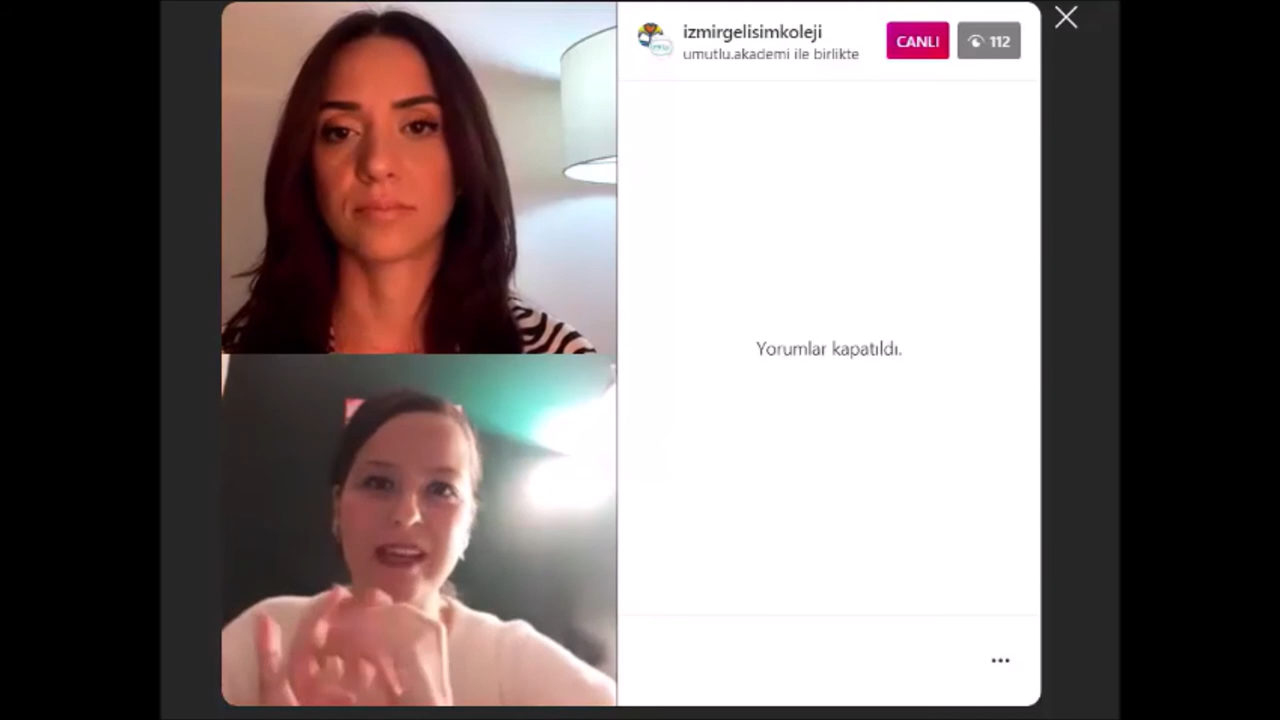 izmirgelisimkoleji
umutlu.akademi ile birlikte
CANLI
112
Yorumlar kapatıldı.